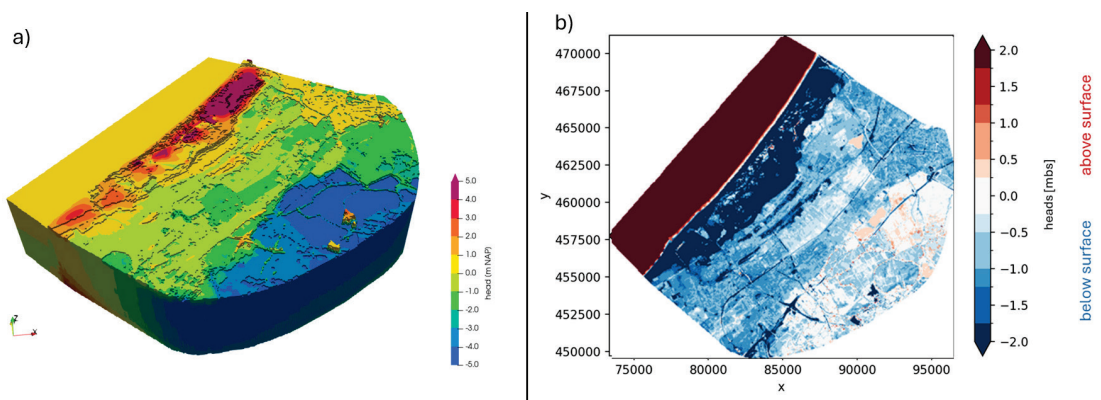 a)
5.0
4.0
3.0
2.0
1.0
0.0
-1.0
-2.0
-3.0
-4.0
-5.0
head (m NAP)
z
x
b)
470000
467500
465000
462500
460000
457500
455000
452500
450000
y
75000 80000 85000 90000 95000
x
2.0
1.5
1.0
0.5
0.0
−0.5
−1.0
−1.5
−2.0
heads [mbs]
above surface
below surface